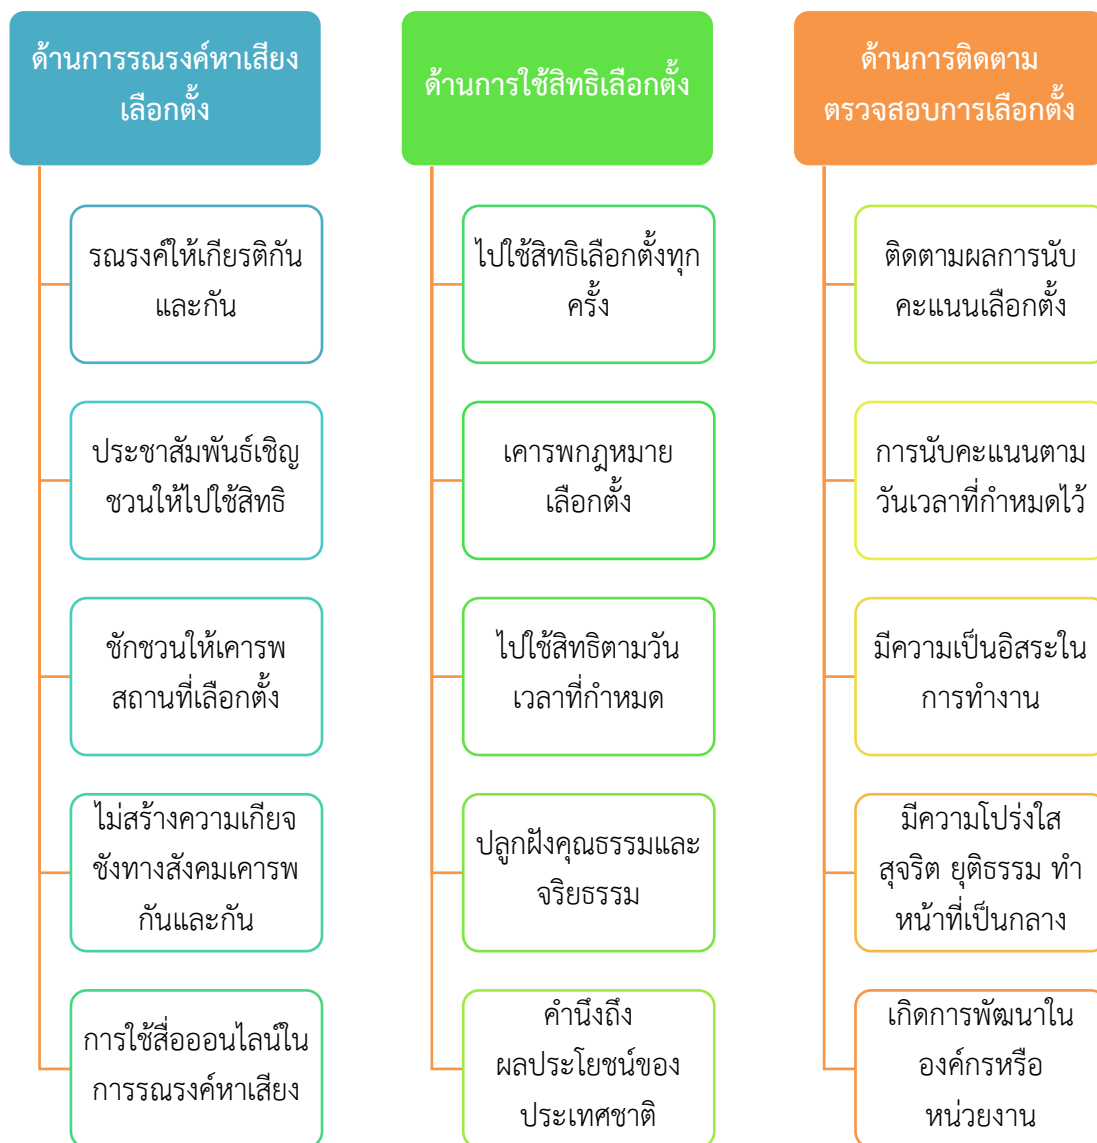 ด้านการรณรงค์หาเสียง
เลือกตั้ง
รณรงค์ให้เกียรติกัน
และกัน
ประชาสัมพันธ์เชิญ
ชวนให้ไปใช้สิทธิ
ชักชวนให้เคารพ
สถานที่เลือกตั้ง
ไม่สร้างความเกียจ
ชังทางสังคมเคารพ
กันและกัน
การใช้สื่อออนไลน์ใน
การรณรงค์หาเสียง
ด้านการใช้สิทธิเลือกตั้ง
ไปใช้สิทธิเลือกตั้งทุก
ครั้ง
เคารพกฎหมาย
เลือกตั้ง
ไปใช้สิทธิตามวัน
เวลาที่กำหนด
ปลูกฝังคุณธรรมและ
จริยธรรม
คำนึงถึง
ผลประโยชน์ของ
ประเทศชาติ
ด้านการติดตาม
ตรวจสอบการเลือกตั้ง
ติดตามผลการนับ
คะแนนเลือกตั้ง
การนับคะแนนตาม
วันเวลาที่กำหนดไว้
มีความเป็นอิสระใน
การทำงาน
มีความโปร่งใส
สุจริต ยุติธรรม ทำ
หน้าที่เป็นกลาง
เกิดการพัฒนาใน
องค์กรหรือ
หน่วยงาน